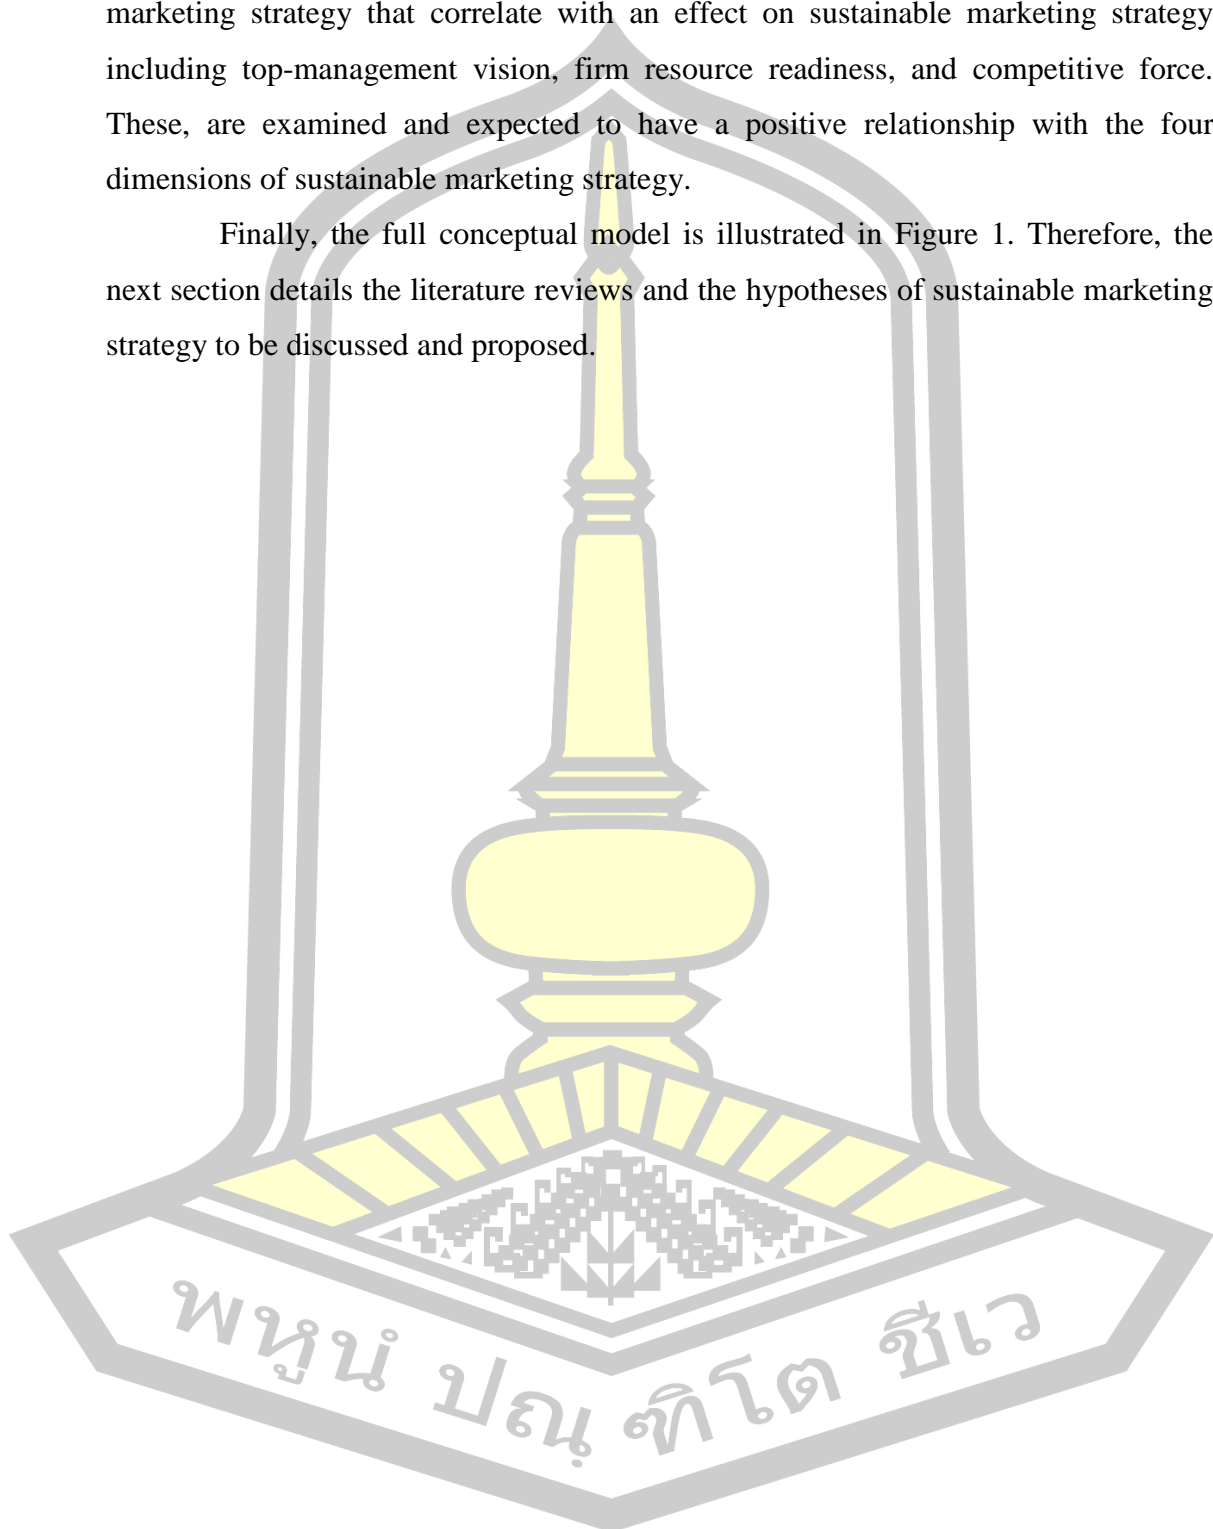 marketing strategy that correlate with an effect on sustainable marketing strategy
including top-management vision, firm resource readiness, and competitive force.
These, are examined and expected to have a positive relationship with the four
dimensions of sustainable marketing strategy.
Finally, the full conceptual model is illustrated in Figure 1. Therefore, the
next section details the literature reviews and the hypotheses of sustainable marketing
strategy to be discussed and proposed.
พหูนํ ปณฺฑิโต ชีเว